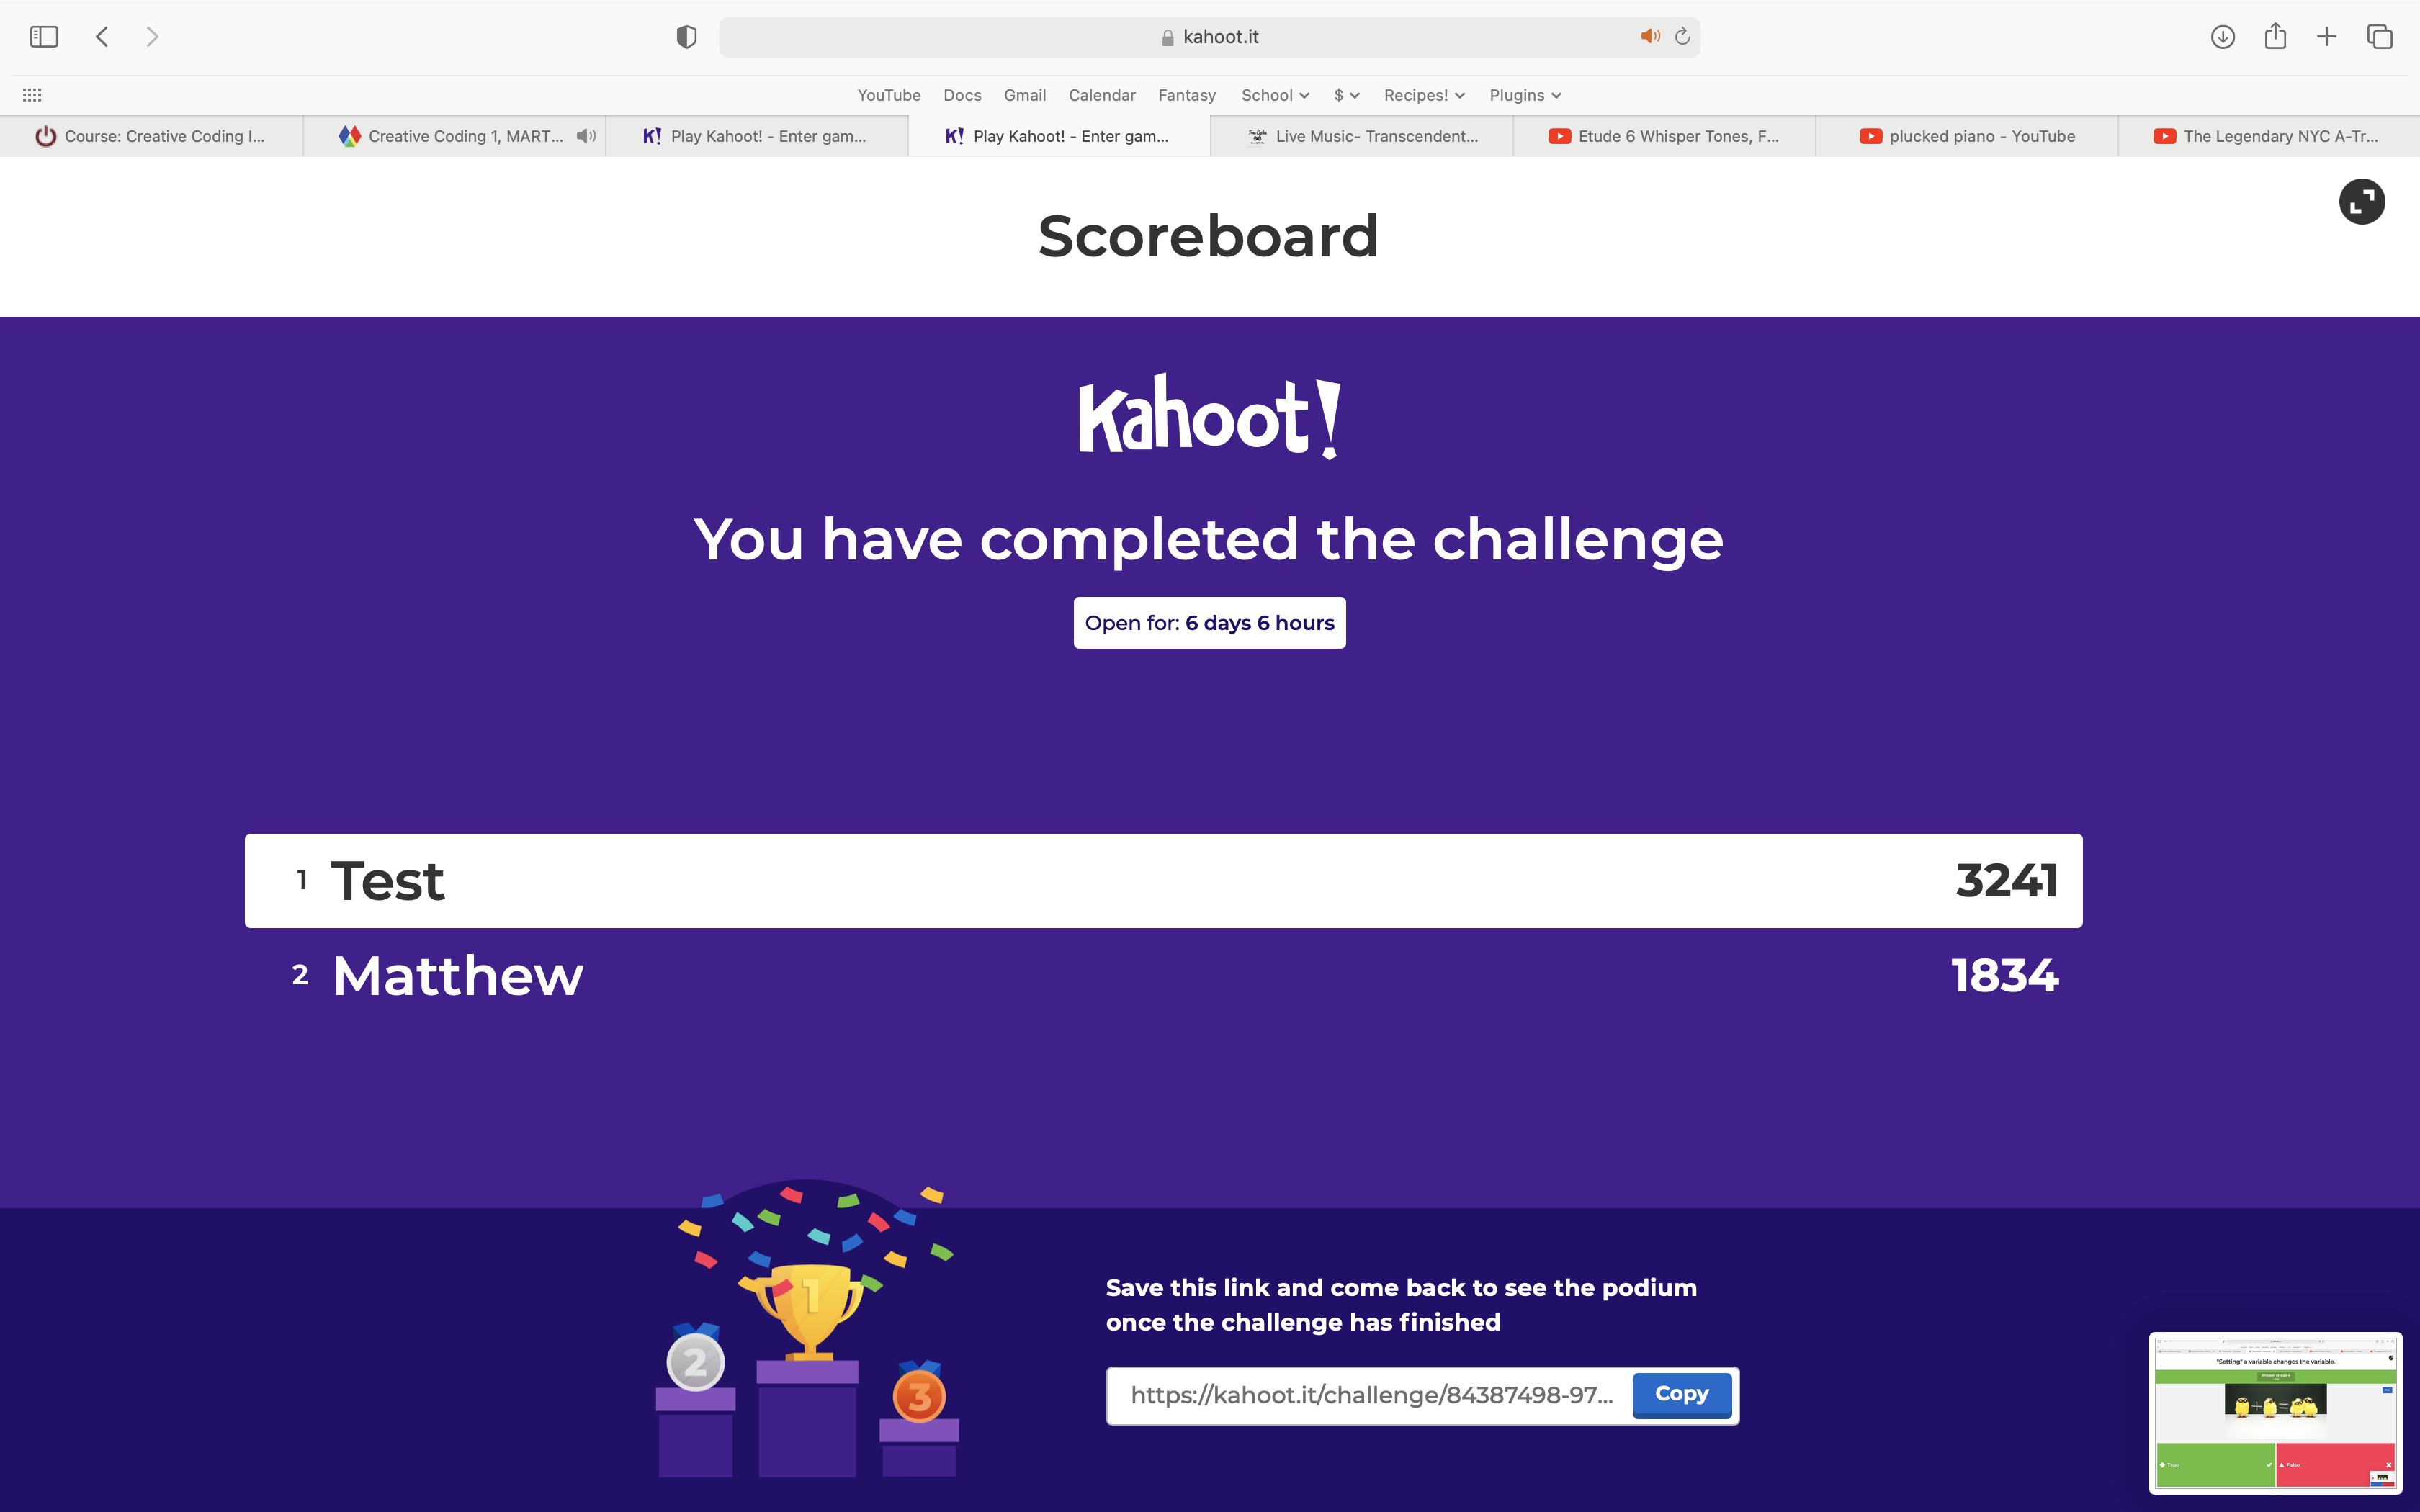 kahoot.it
YouTube Docs Gmail Calendar Fantasy School $ Recipes! Plugins
Course: Creative Coding I... Creative Coding 1, MART... K! Play Kahoot! - Enter gam... K! Play Kahoot! - Enter gam... Live Music- Transcendent... Etude 6 Whisper Tones, F... plucked piano - YouTube The Legendary NYC A-Tr...
Scoreboard
Kahoot!
You have completed the challenge
Open for: 6 days 6 hours
1 Test 3241
2 Matthew 1834
1
2
3
Save this link and come back to see the podium
once the challenge has finished
https://kahoot.it/challenge/84387498-97... Copy
"Setting" a variable changes the variable.
Answer streak 4
True False